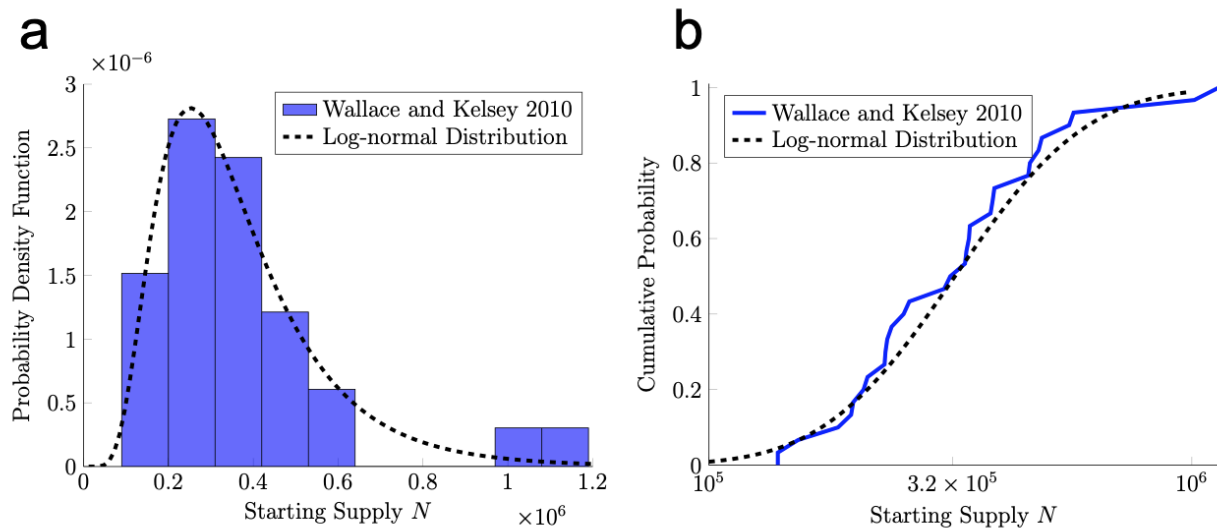 a
×10⁻⁶
3
2.5
2
1.5
1
0.5
0
Probability Density Function
Wallace and Kelsey 2010
Log-normal Distribution
0 0.2 0.4 0.6 0.8 1 1.2
Starting Supply N ×10⁶
b
1
0.8
0.6
0.4
0.2
0
Cumulative Probability
Wallace and Kelsey 2010
Log-normal Distribution
10⁵ 3.2 × 10⁵ 10⁶
Starting Supply N